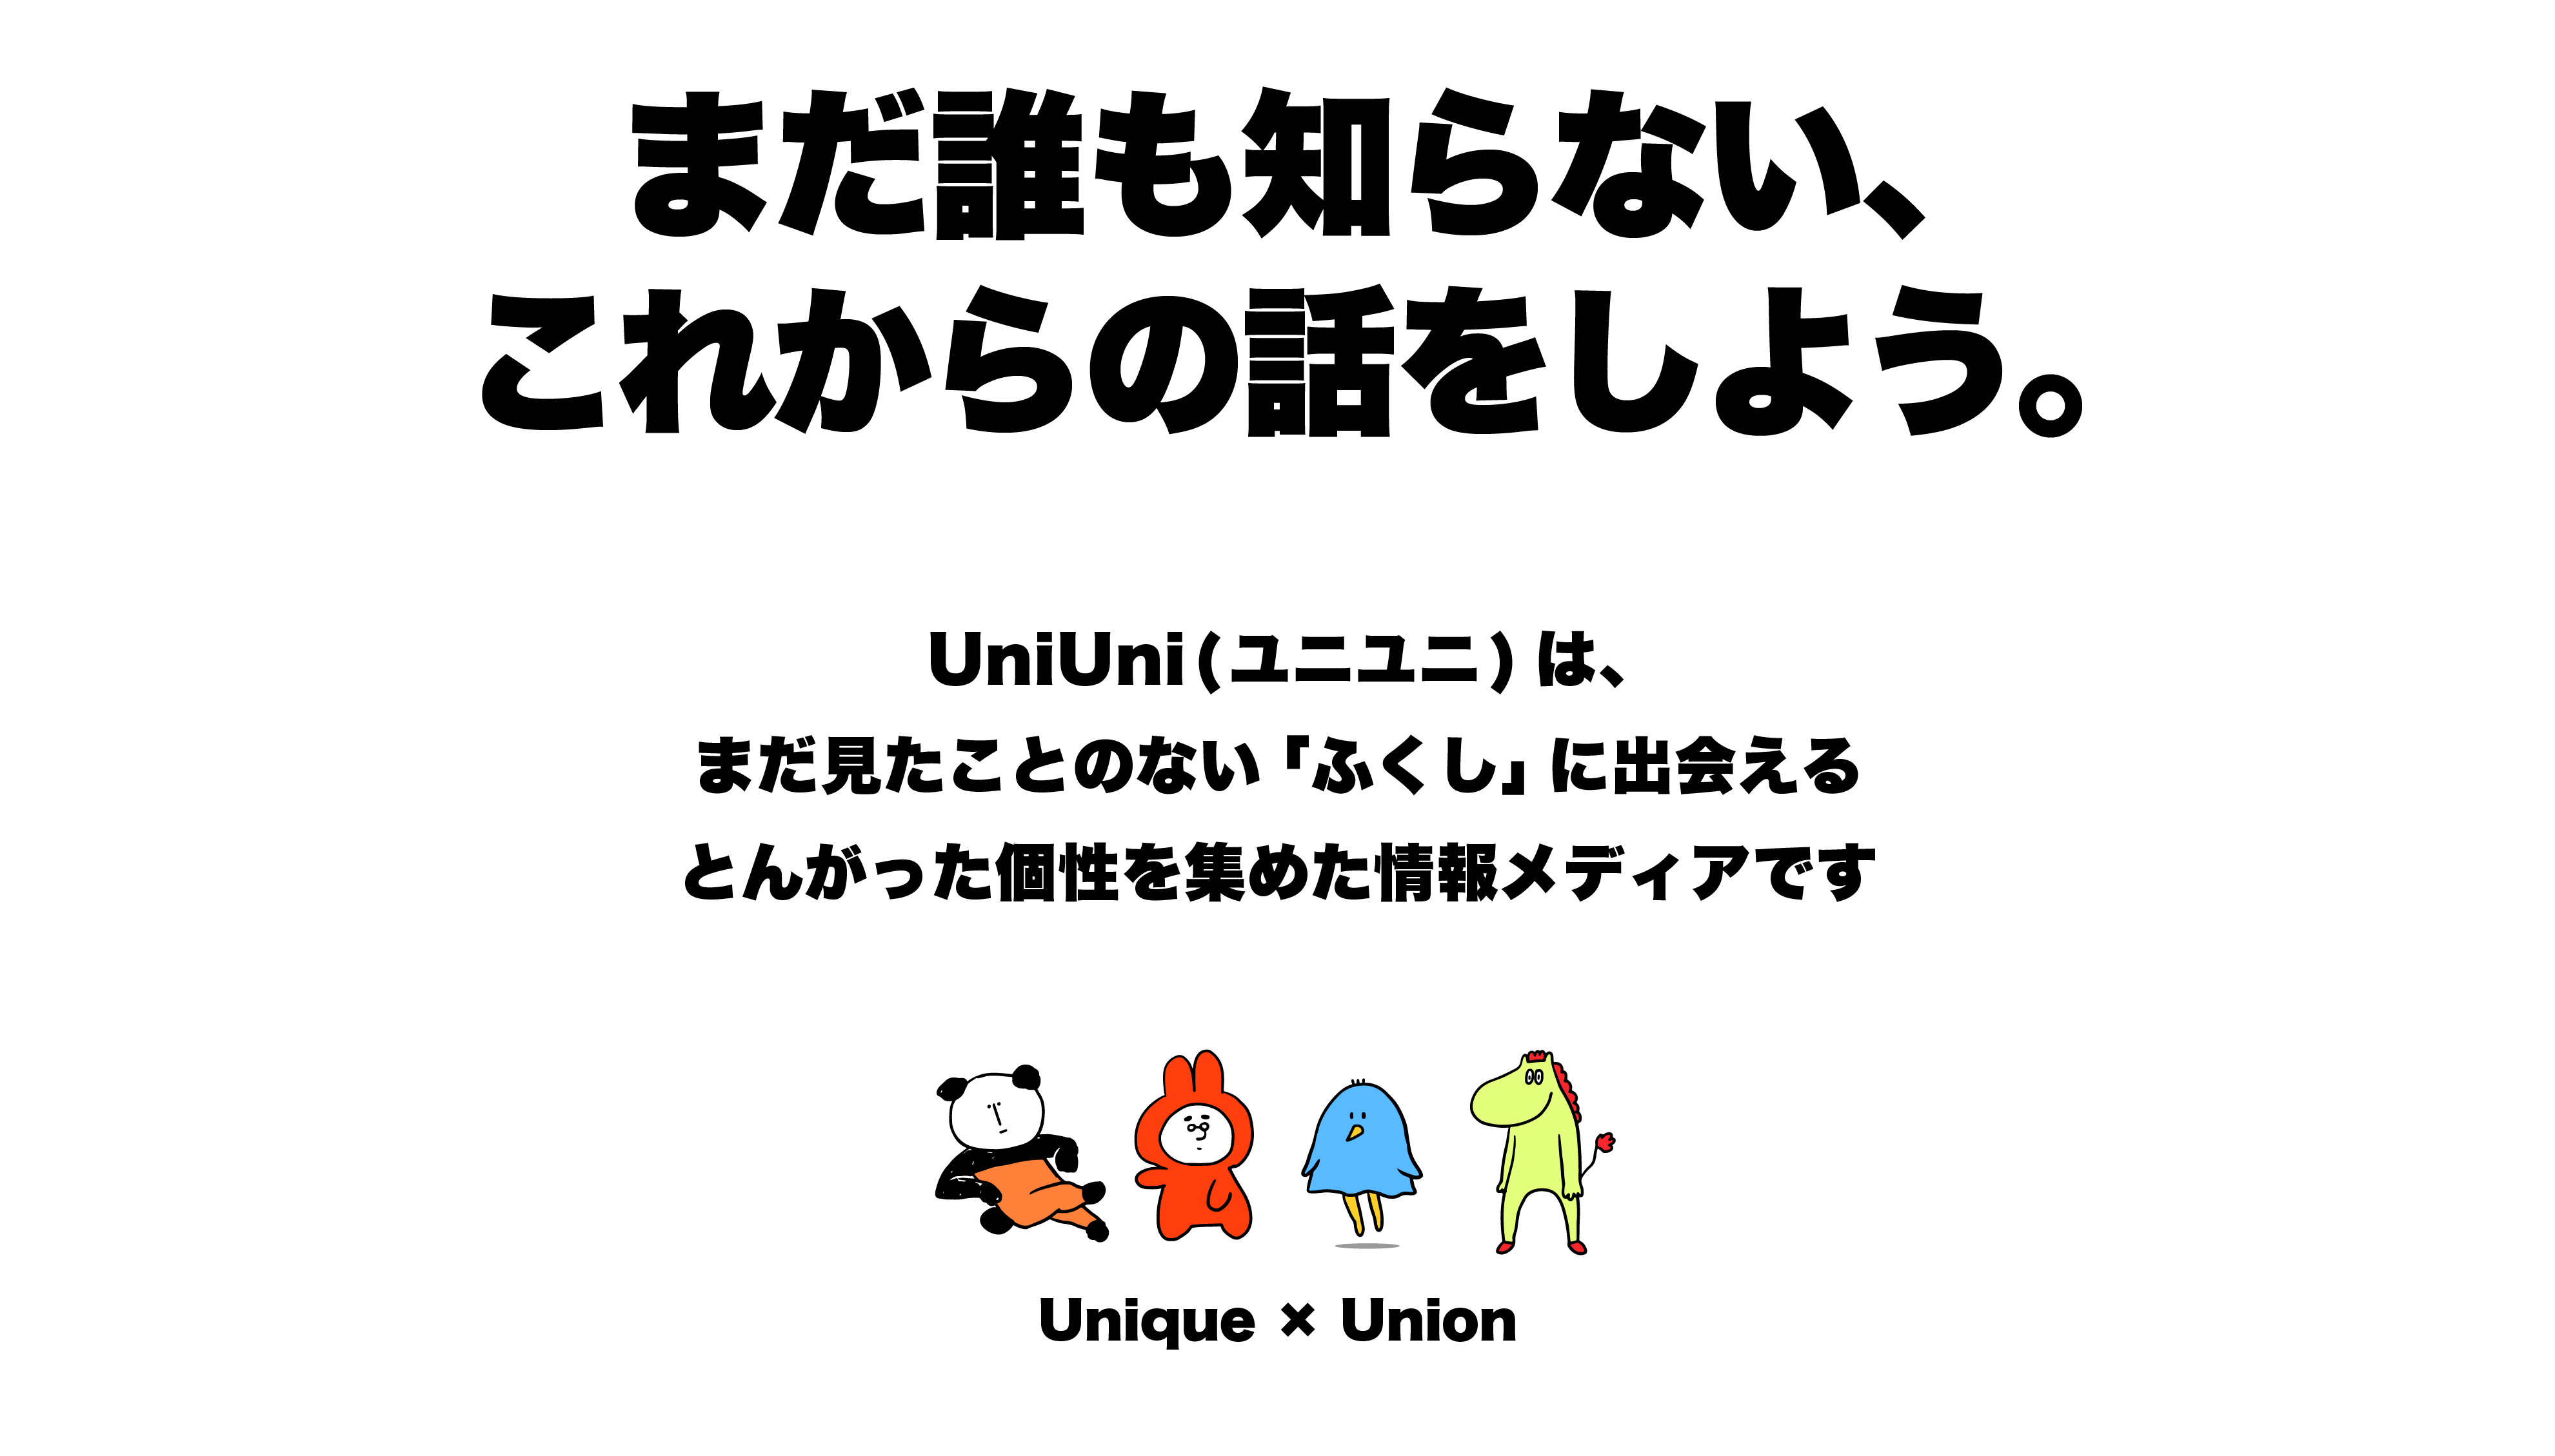 まだ誰も知らない、
これからの話をしよう。
UniUni(ユニユニ)は、
まだ見たことのない「ふくし」に出会える
とんがった個性を集めた情報メディアです
Unique × Union